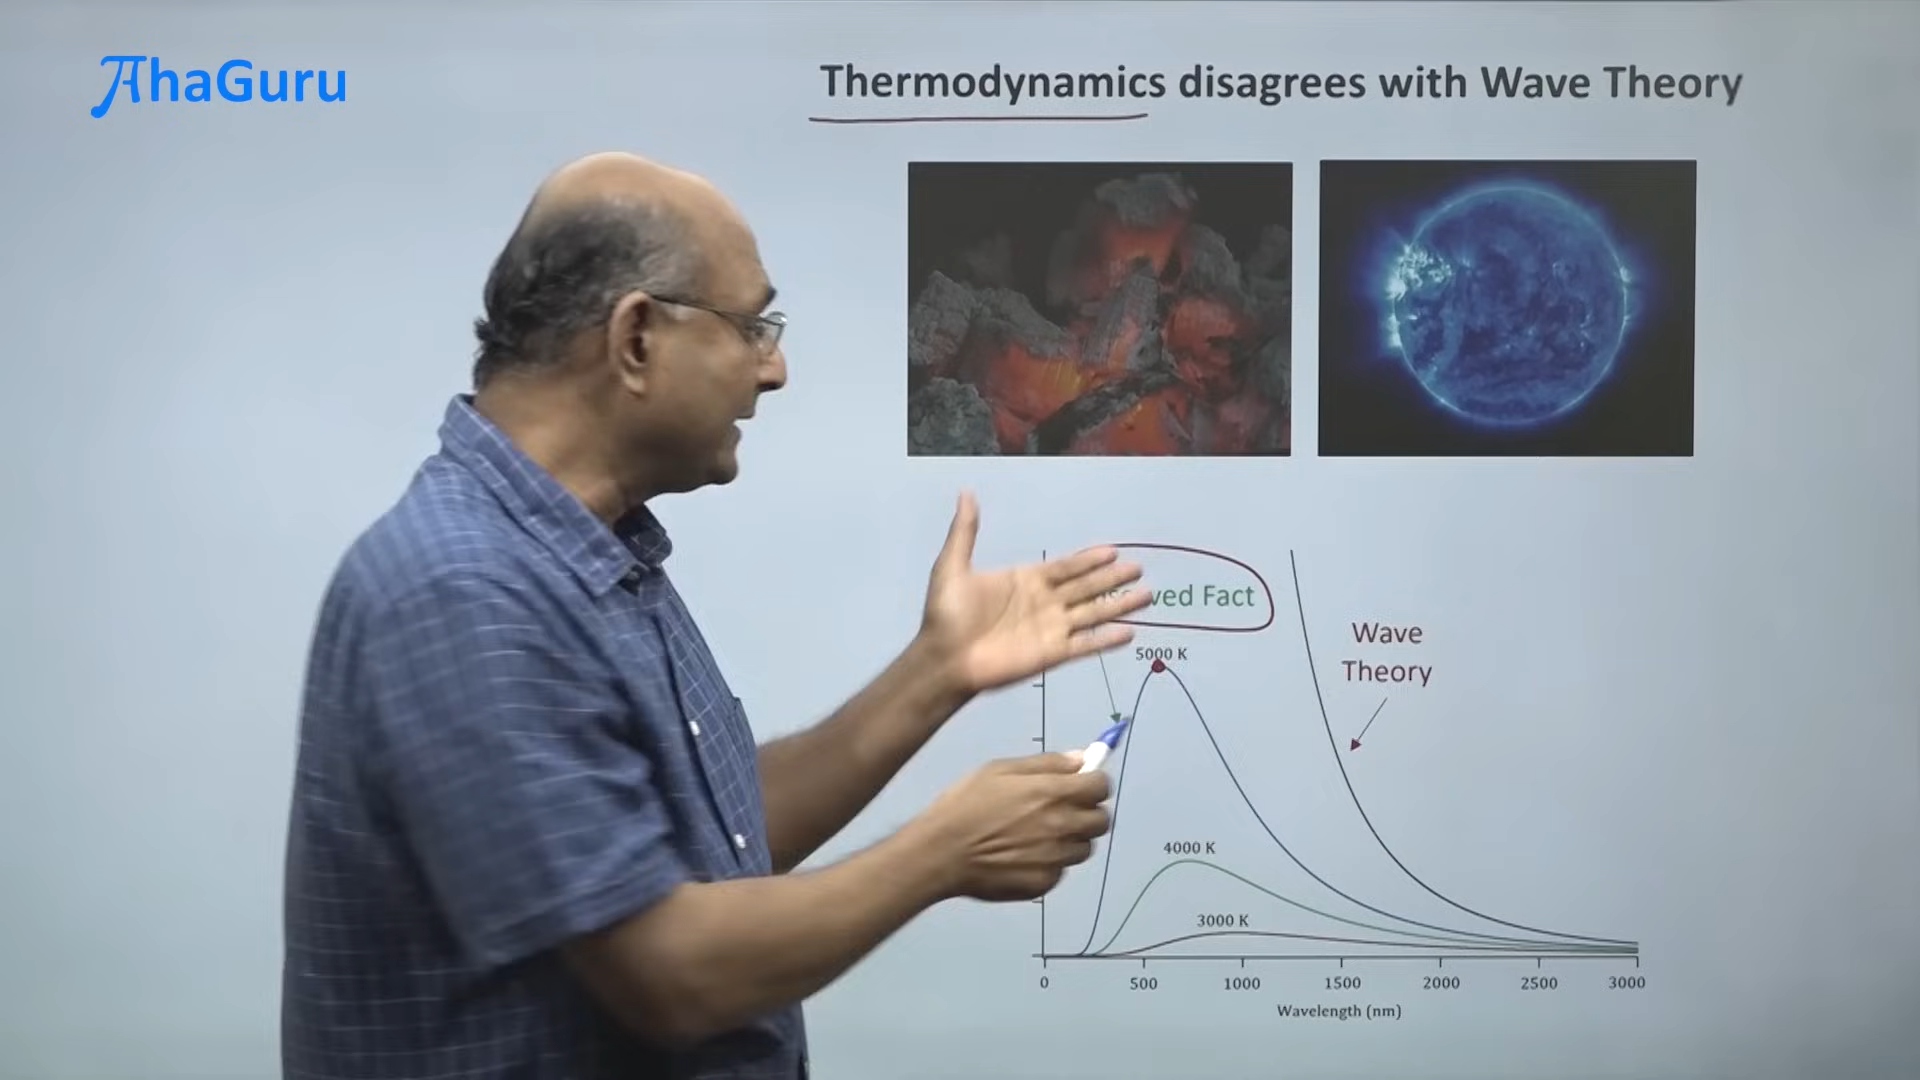 AhaGuru
Thermodynamics disagrees with Wave Theory
Fact
Wave
Theory
5000 K
4000 K
3000 K
0 500 1000 1500 2000 2500 3000
Wavelength (nm)